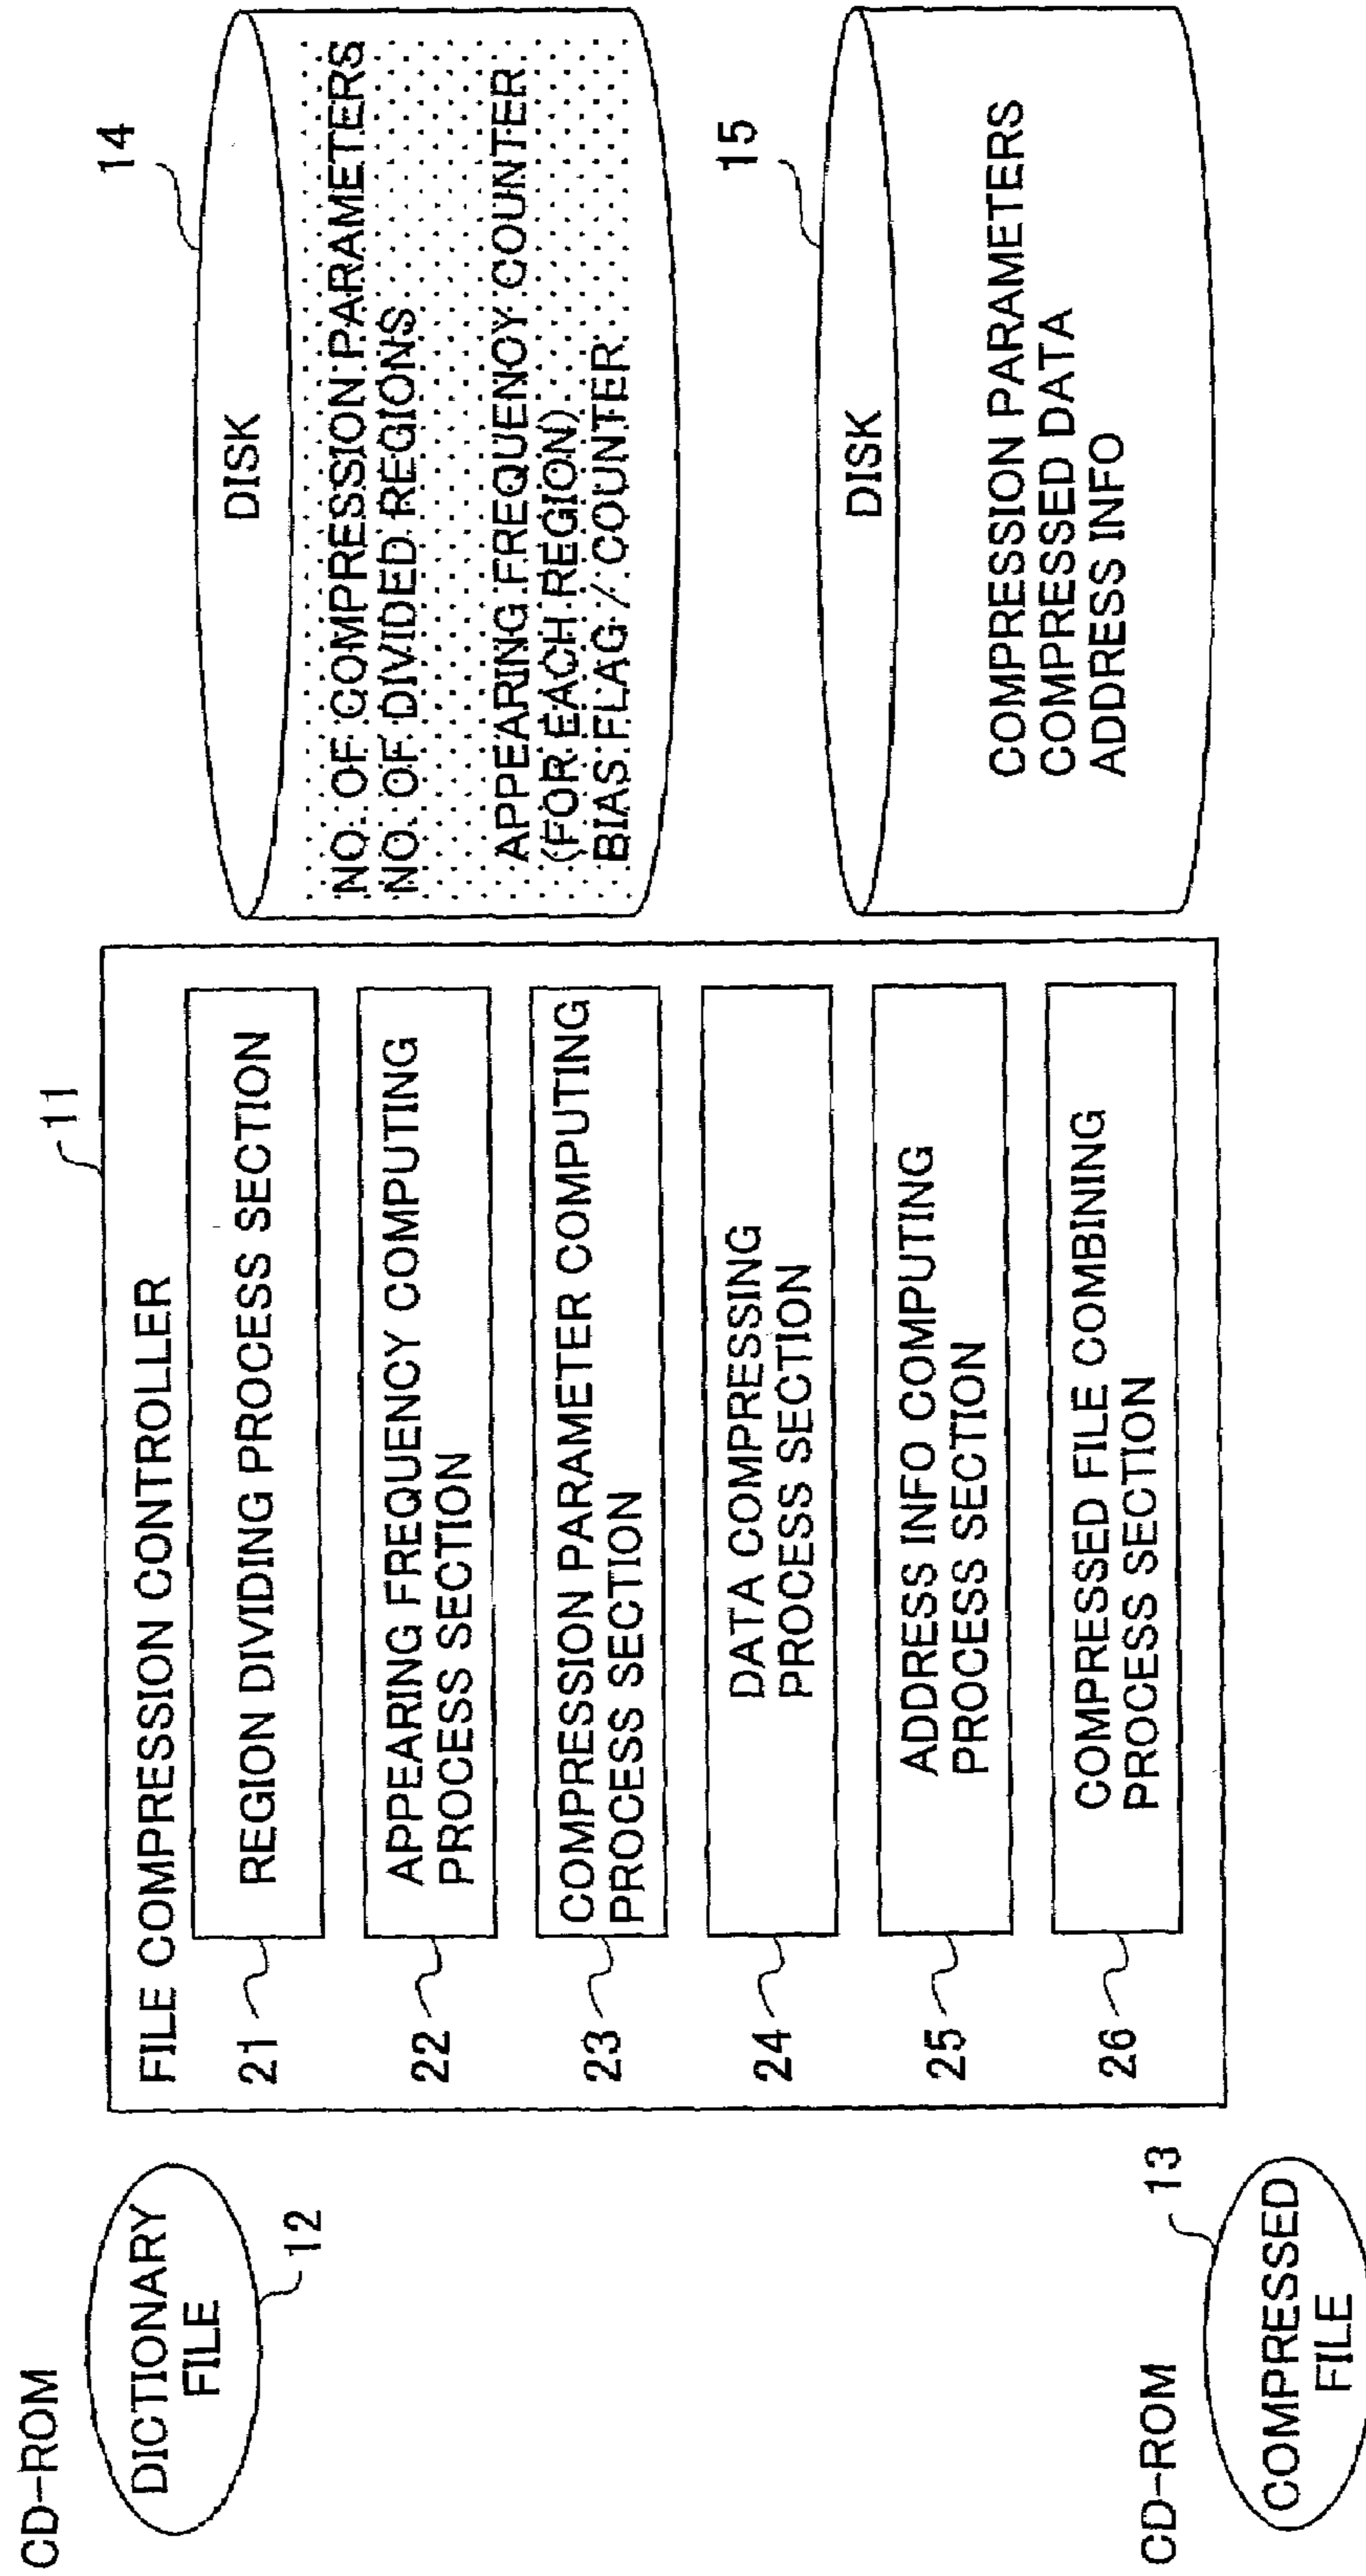 CD-ROM
DICTIONARY
FILE
12
CD-ROM
13
COMPRESSED
FILE
11
FILE COMPRESSION CONTROLLER
21
REGION DIVIDING PROCESS SECTION
22
APPEARING FREQUENCY COMPUTING
PROCESS SECTION
23
COMPRESSION PARAMETER COMPUTING
PROCESS SECTION
24
DATA COMPRESSING
PROCESS SECTION
25
ADDRESS INFO COMPUTING
PROCESS SECTION
26
COMPRESSED FILE COMBINING
PROCESS SECTION
14
DISK
NO. OF COMPRESSION PARAMETERS
NO. OF DIVIDED REGIONS
APPEARING FREQUENCY COUNTER
(FOR EACH REGION)
BIAS FLAG / COUNTER
15
DISK
COMPRESSION PARAMETERS
COMPRESSED DATA
ADDRESS INFO